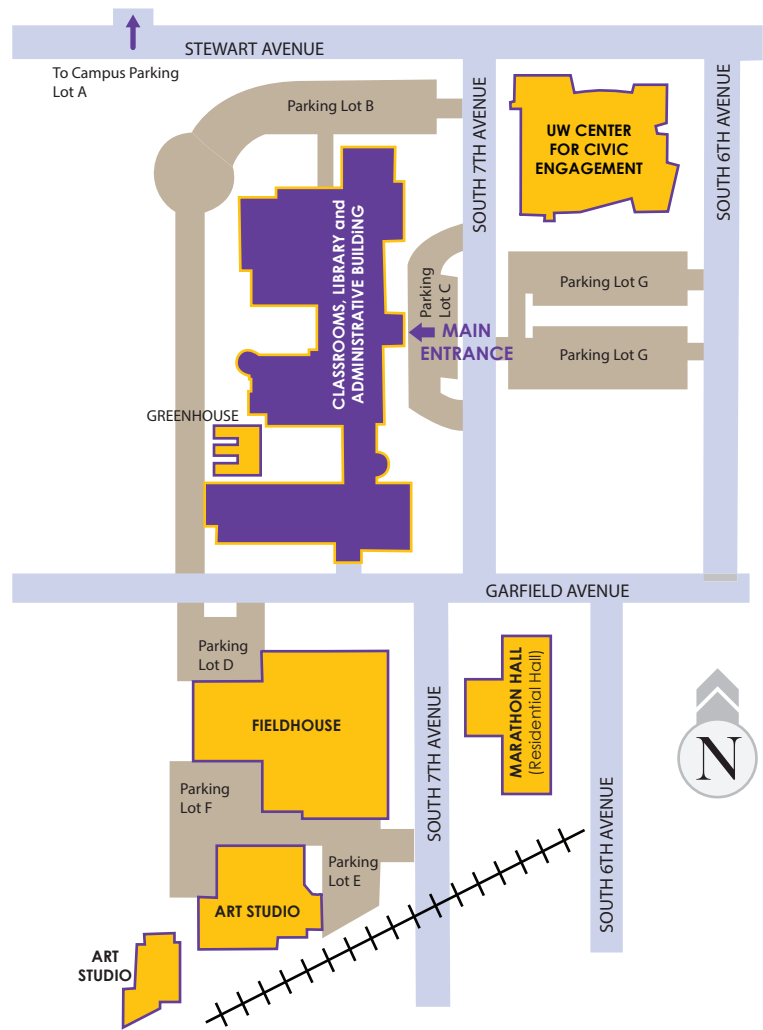 STEWART AVENUE
To Campus Parking
Lot A
Parking Lot B
SOUTH 7TH AVENUE
UW CENTER
FOR CIVIC
ENGAGEMENT
SOUTH 6TH AVENUE
CLASSROOMS, LIBRARY and
ADMINISTRATIVE BUILDING
Parking
Lot C
Parking Lot G
MAIN
ENTRANCE
Parking Lot G
GREENHOUSE
GARFIELD AVENUE
Parking
Lot D
FIELDHOUSE
MARATHON HALL
(Residential Hall)
N
SOUTH 7TH AVENUE
Parking
Lot F
SOUTH 6TH AVENUE
Parking
Lot E
ART STUDIO
ART
STUDIO